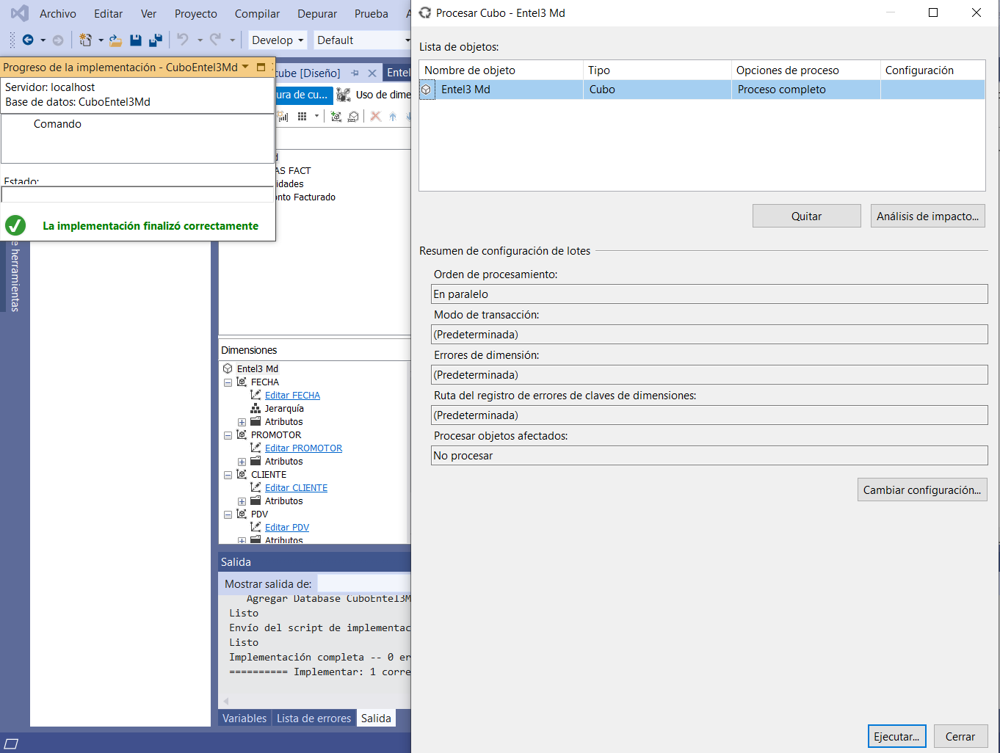 Archivo Editar Ver Proyecto Compilar Depurar Prueba
Develop Default
Progreso de la implementación - CuboEntel3Md
Servidor: localhost
Base de datos: CuboEntel3Md
Comando
Estado:
La implementación finalizó correctamente
cube [Diseño] Entel
ura de cu... Uso de dime
AS FACT
idades
nto Facturado
e herramientas
Dimensiones
Entel3 Md
FECHA
Editar FECHA
Jerarquía
Atributos
PROMOTOR
Editar PROMOTOR
Atributos
CLIENTE
Editar CLIENTE
Atributos
PDV
Editar PDV
Atributos
Salida
Mostrar salida de:
Agregar Database CuboEntel3M
Listo
Envío del script de implementac
Listo
Implementación completa -- 0 er
========== Implementar: 1 corre
Variables Lista de errores Salida
Procesar Cubo - Entel3 Md
Lista de objetos:
Nombre de objeto Tipo Opciones de proceso Configuración
Entel3 Md Cubo Proceso completo
Quitar Análisis de impacto...
Resumen de configuración de lotes
Orden de procesamiento:
En paralelo
Modo de transacción:
(Predeterminada)
Errores de dimensión:
(Predeterminada)
Ruta del registro de errores de claves de dimensiones:
(Predeterminada)
Procesar objetos afectados:
No procesar
Cambiar configuración...
Ejecutar... Cerrar